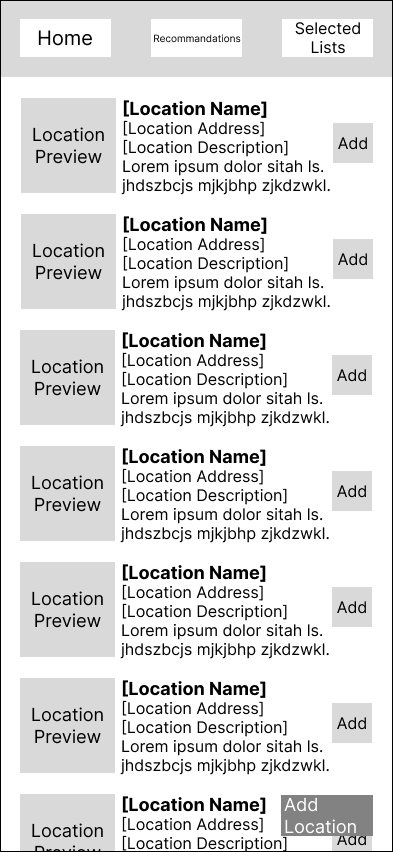 Home
Recommandations
Selected
Lists
Location
Preview
[Location Name]
[Location Address]
[Location Description]
Lorem ipsum dolor sitah ls.
jhdszbcjs mjkjbhp zjkdzwkl.
Add
Location
Preview
[Location Name]
[Location Address]
[Location Description]
Lorem ipsum dolor sitah ls.
jhdszbcjs mjkjbhp zjkdzwkl.
Add
Location
Preview
[Location Name]
[Location Address]
[Location Description]
Lorem ipsum dolor sitah ls.
jhdszbcjs mjkjbhp zjkdzwkl.
Add
Location
Preview
[Location Name]
[Location Address]
[Location Description]
Lorem ipsum dolor sitah ls.
jhdszbcjs mjkjbhp zjkdzwkl.
Add
Location
Preview
[Location Name]
[Location Address]
[Location Description]
Lorem ipsum dolor sitah ls.
jhdszbcjs mjkjbhp zjkdzwkl.
Add
Location
Preview
[Location Name]
[Location Address]
[Location Description]
Lorem ipsum dolor sitah ls.
jhdszbcjs mjkjbhp zjkdzwkl.
Add
Location
[Location Name]
[Location Address]
[Location Description]
Add
Location
Add